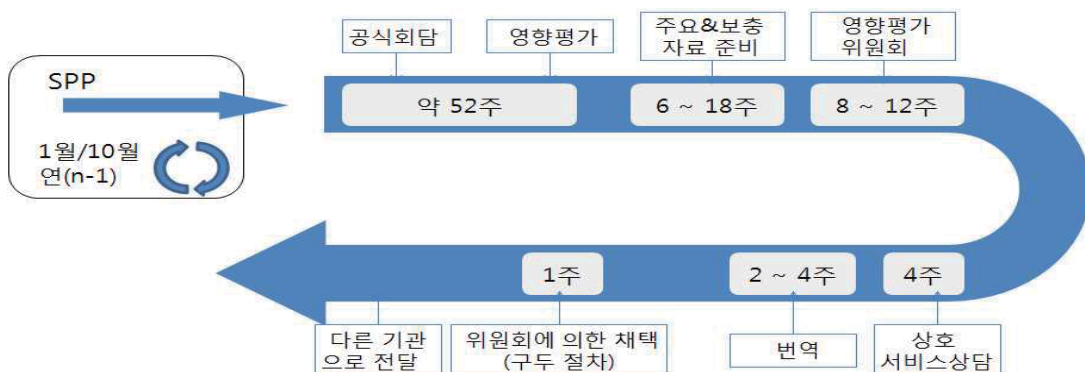 공식회담
영향평가
주요&보충
자료 준비
영향평가
위원회
SPP
약 52주
6 ~ 18주
8 ~ 12주
1월/10월
연(n-1)
1주
2 ~ 4주
4주
다른 기관
으로 전달
위원회에 의한 채택
(구두 절차)
번역
상호
서비스상담